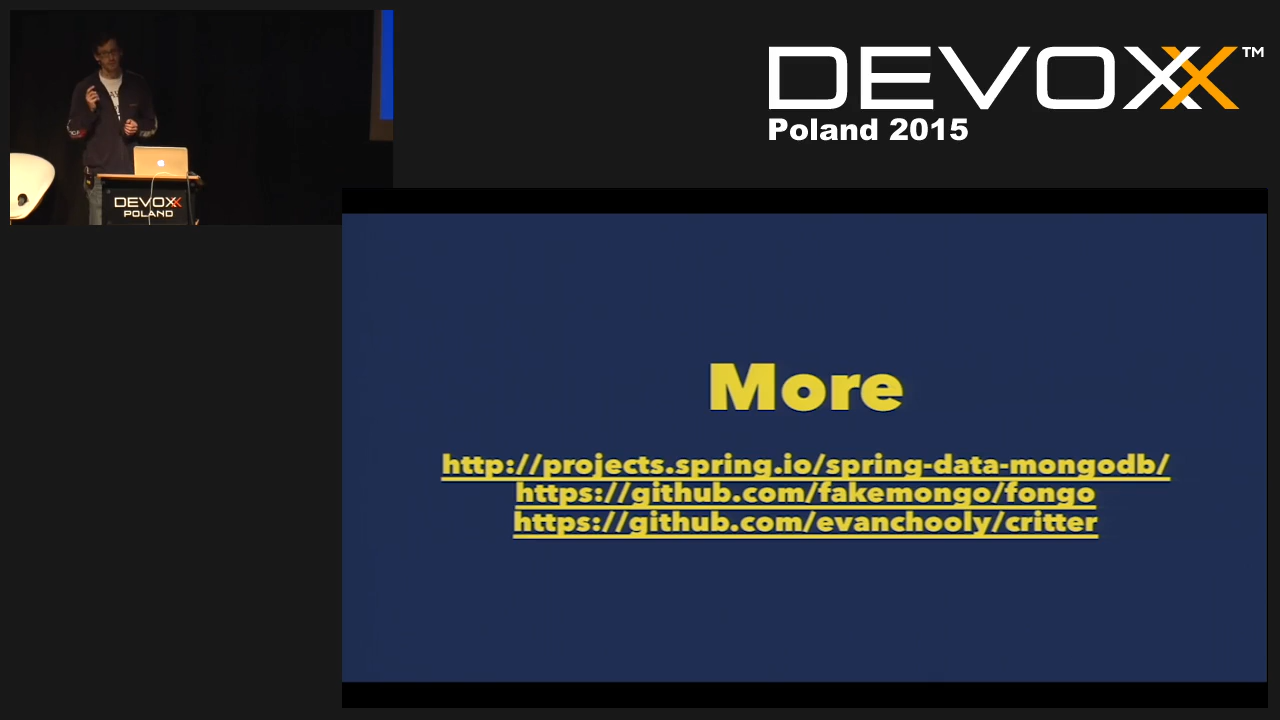 DEVOXX™
Poland 2015
DEVOXX
POLAND
More
http://projects.spring.io/spring-data-mongodb/
https://github.com/fakemongo/fongo
https://github.com/evanchooly/critter